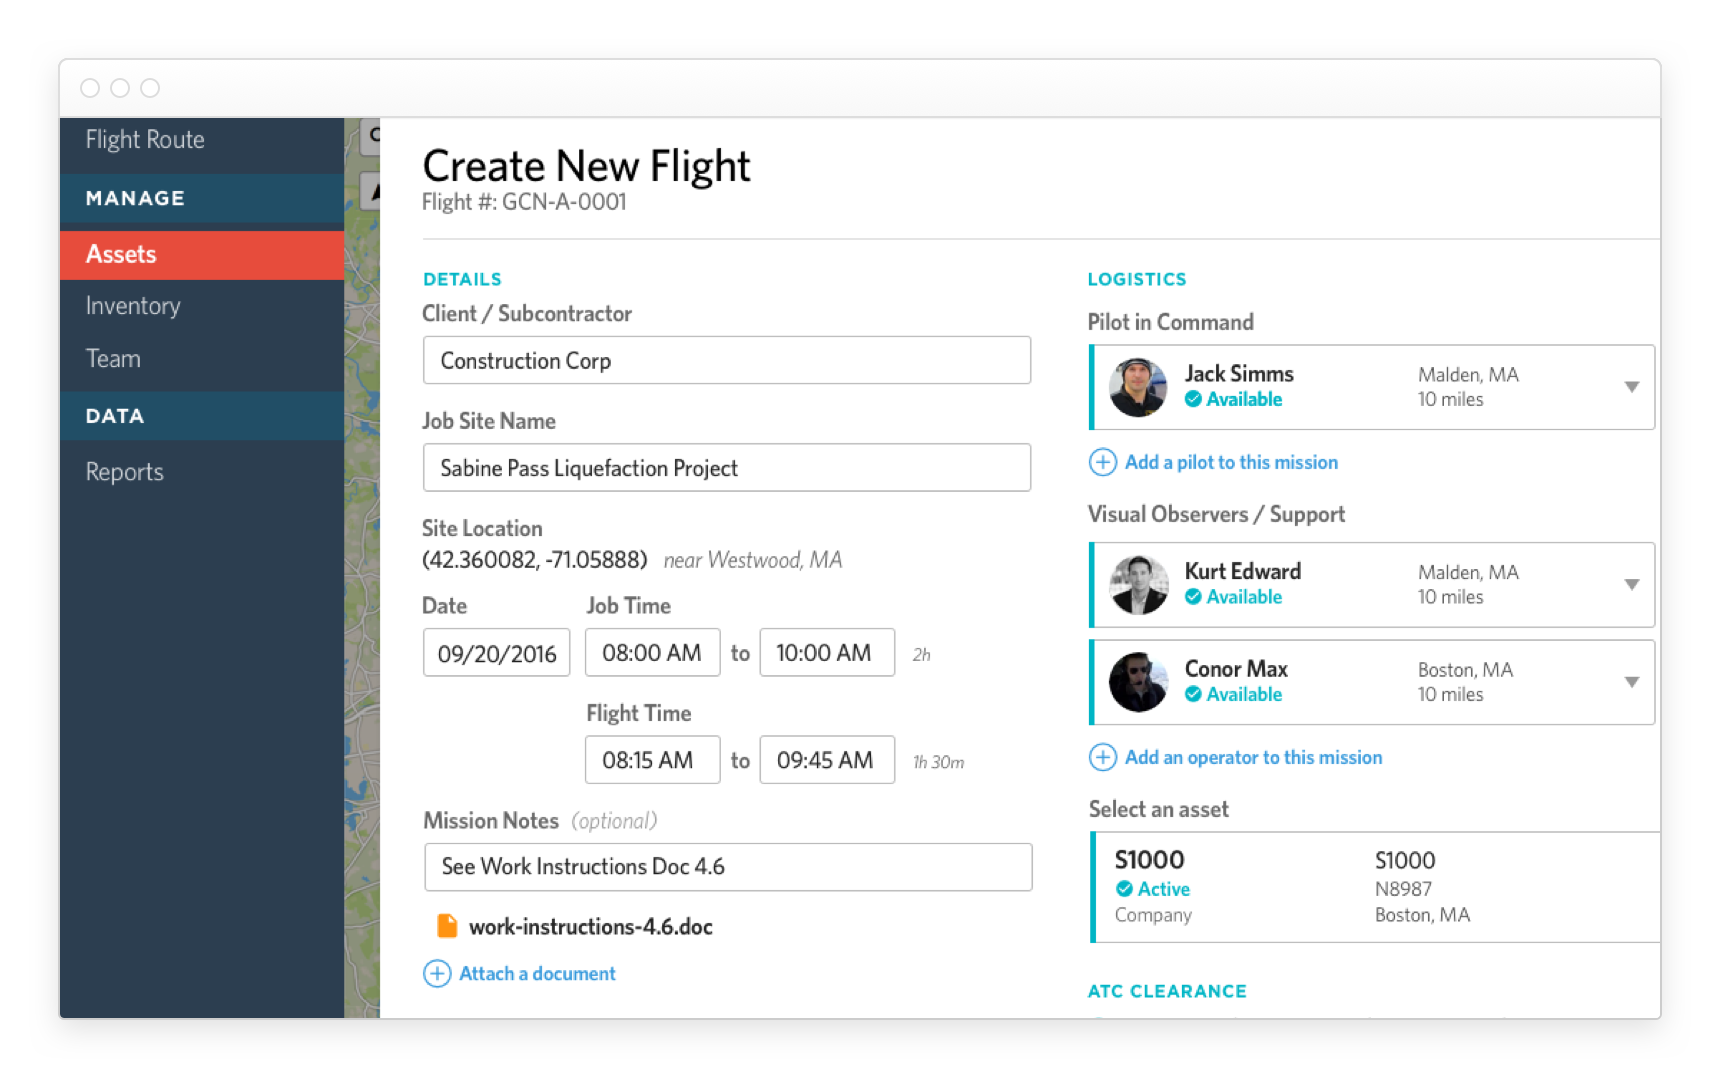 Flight Route
MANAGE
Assets
Inventory
Team
DATA
Reports
Create New Flight
Flight #: GCN-A-0001
DETAILS
Client / Subcontractor
Construction Corp
Job Site Name
Sabine Pass Liquefaction Project
Site Location
(42.360082, -71.05888) near Westwood, MA
Date Job Time
09/20/2016 08:00 AM to 10:00 AM 2h
Flight Time
08:15 AM to 09:45 AM 1h 30m
Mission Notes (optional)
See Work Instructions Doc 4.6
work-instructions-4.6.doc
Attach a document
LOGISTICS
Pilot in Command
Jack Simms Malden, MA
Available 10 miles
Add a pilot to this mission
Visual Observers / Support
Kurt Edward Malden, MA
Available 10 miles
Conor Max Boston, MA
Available 10 miles
Add an operator to this mission
Select an asset
S1000 S1000
Active N8987
Company Boston, MA
ATC CLEARANCE